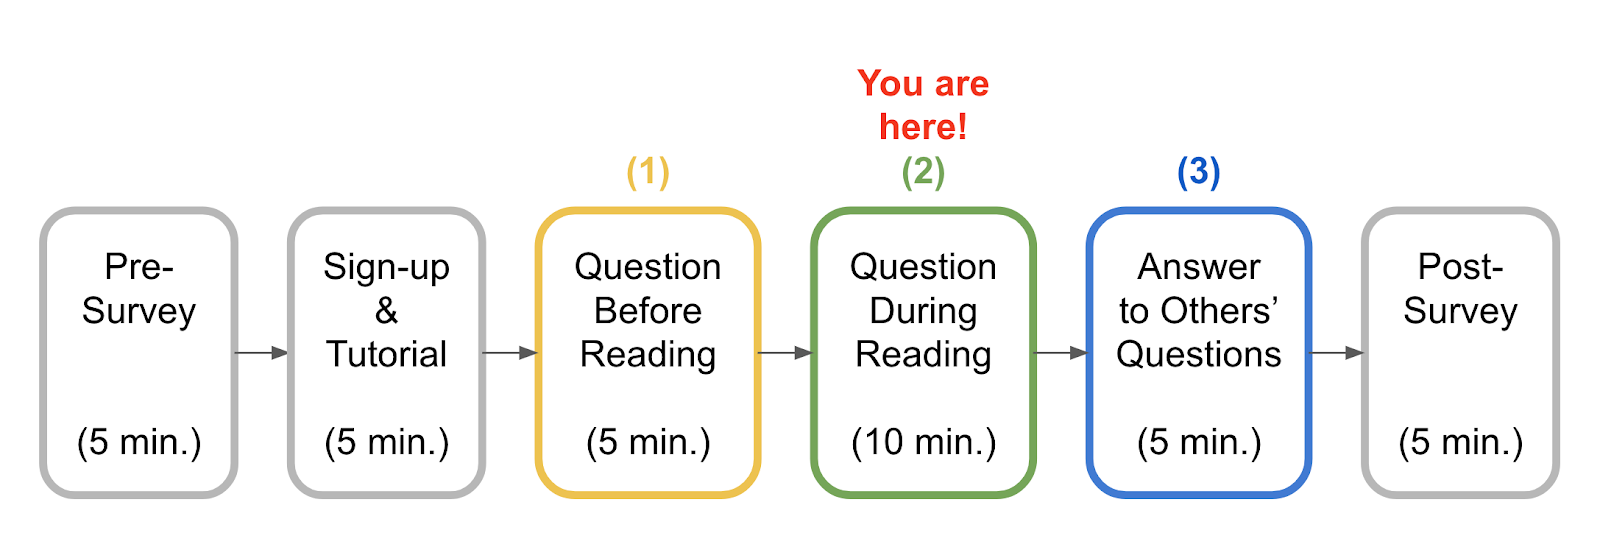 You are
here!
(1)
(2)
(3)
Pre-
Survey
(5 min.)
Sign-up
&
Tutorial
(5 min.)
Question
Before
Reading
(5 min.)
Question
During
Reading
(10 min.)
Answer
to Others’
Questions
(5 min.)
Post-
Survey
(5 min.)